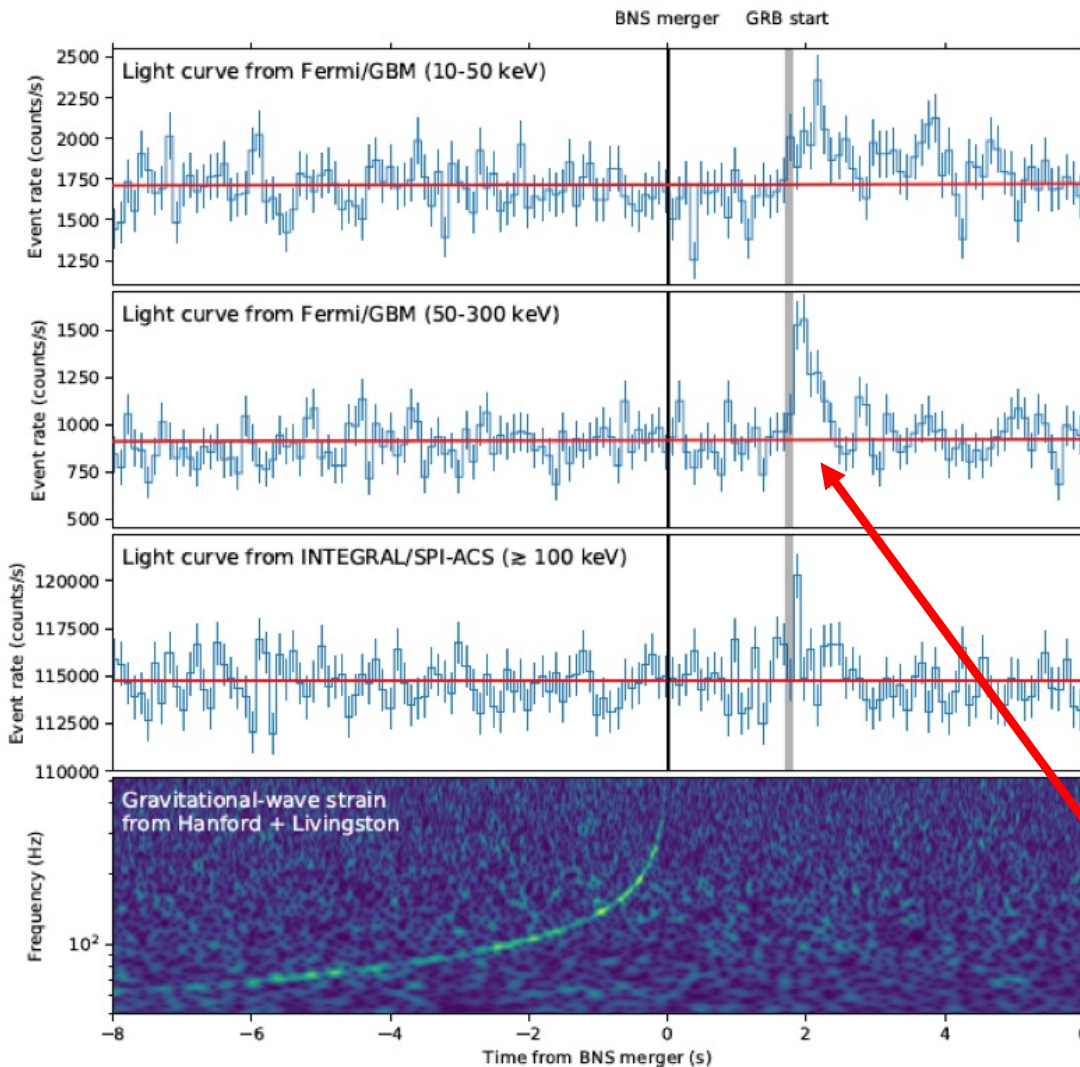 BNS merger GRB start
Light curve from Fermi/GBM (10-50 keV)
Event rate (counts/s)
2500
2250
2000
1750
1500
1250
Light curve from Fermi/GBM (50-300 keV)
Event rate (counts/s)
1500
1250
1000
750
500
Light curve from INTEGRAL/SPI-ACS (≳ 100 keV)
Event rate (counts/s)
120000
117500
115000
112500
110000
Gravitational-wave strain
from Hanford + Livingston
Frequency (Hz)
10²
−8 −6 −4 −2 0 2 4 6
Time from BNS merger (s)